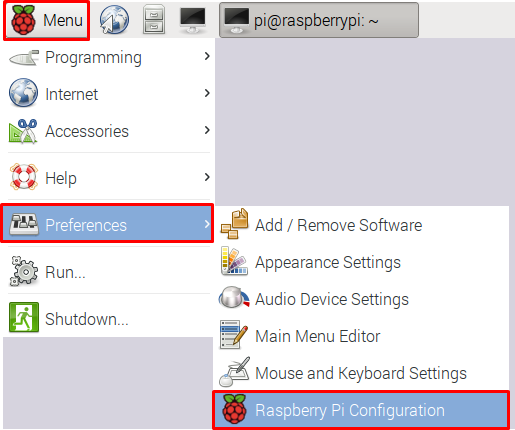 Menu
pi@raspberrypi: ~
Programming
Internet
Accessories
Help
Preferences
Run...
Shutdown...
Add / Remove Software
Appearance Settings
Audio Device Settings
Main Menu Editor
Mouse and Keyboard Settings
Raspberry Pi Configuration